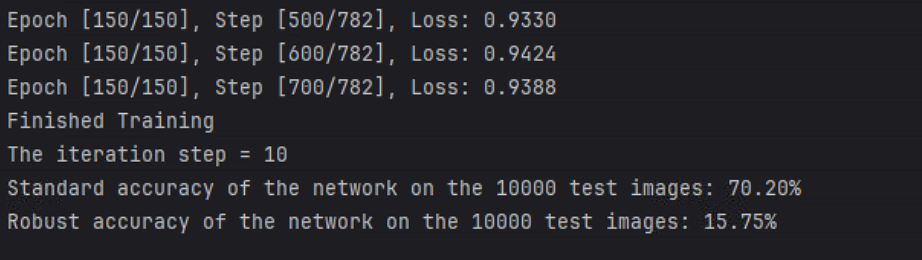 Epoch [150/150], Step [500/782], Loss: 0.9330
Epoch [150/150], Step [600/782], Loss: 0.9424
Epoch [150/150], Step [700/782], Loss: 0.9388
Finished Training
The iteration step = 10
Standard accuracy of the network on the 10000 test images: 70.20%
Robust accuracy of the network on the 10000 test images: 15.75%